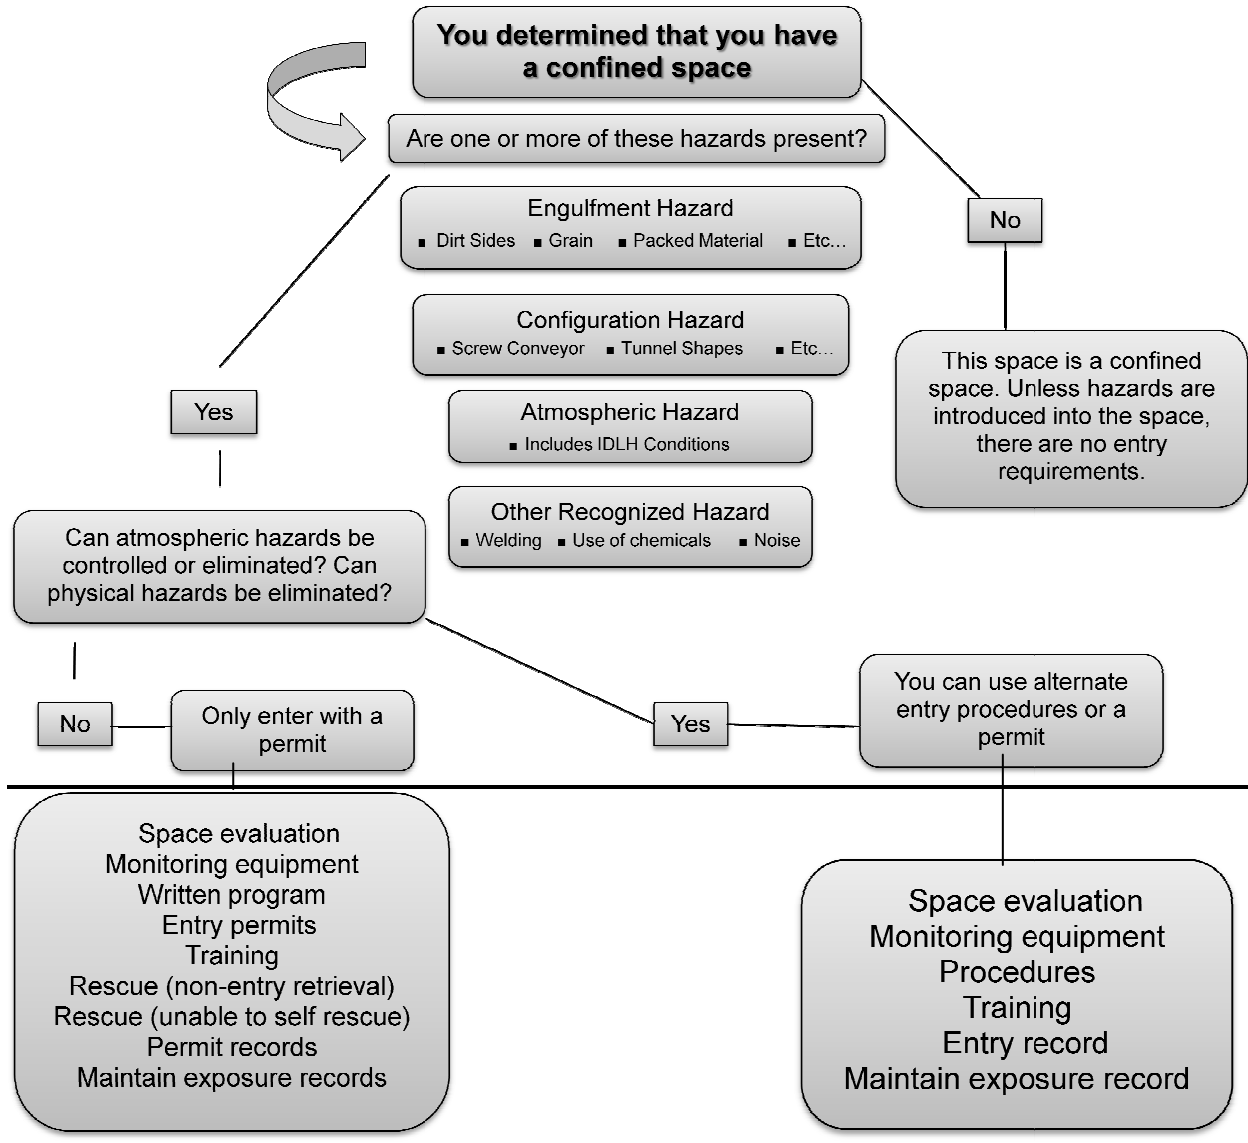 You determined that you have
a confined space
Are one or more of these hazards present?
Engulfment Hazard
▪ Dirt Sides ▪ Grain ▪ Packed Material ▪ Etc...
No
Configuration Hazard
▪ Screw Conveyor ▪ Tunnel Shapes ▪ Etc...
This space is a confined
space. Unless hazards are
introduced into the space,
there are no entry
requirements.
Yes
Atmospheric Hazard
▪ Includes IDLH Conditions
Other Recognized Hazard
▪ Welding ▪ Use of chemicals ▪ Noise
Can atmospheric hazards be
controlled or eliminated? Can
physical hazards be eliminated?
No
Only enter with a
permit
Yes
You can use alternate
entry procedures or a
permit
Space evaluation
Monitoring equipment
Written program
Entry permits
Training
Rescue (non-entry retrieval)
Rescue (unable to self rescue)
Permit records
Maintain exposure records
Space evaluation
Monitoring equipment
Procedures
Training
Entry record
Maintain exposure record